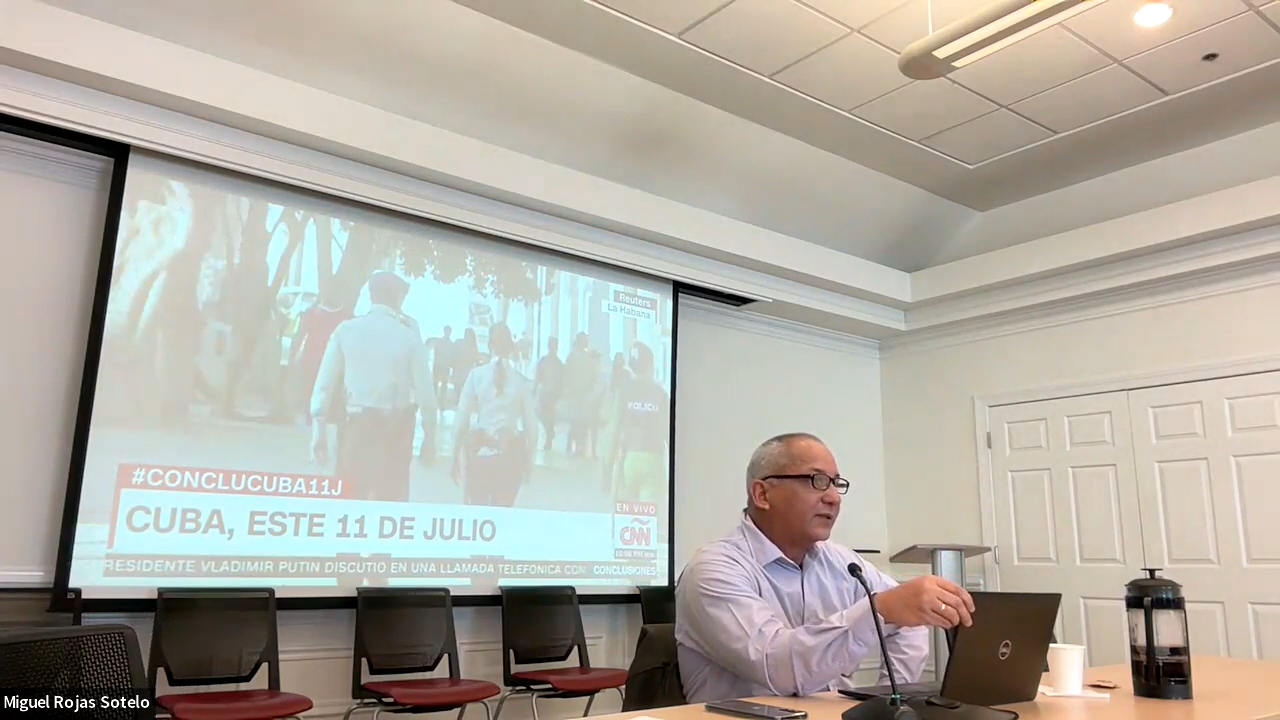 Reuters
La Habana
#CONCLUCUBA11J
CUBA, ESTE 11 DE JULIO
EN VIVO
CNN
RESIDENTE VLADIMIR PUTIN DISCUTIO EN UNA LLAMADA TELEFONICA CON
CONCLUSIONES
DELL
Miguel Rojas Sotelo